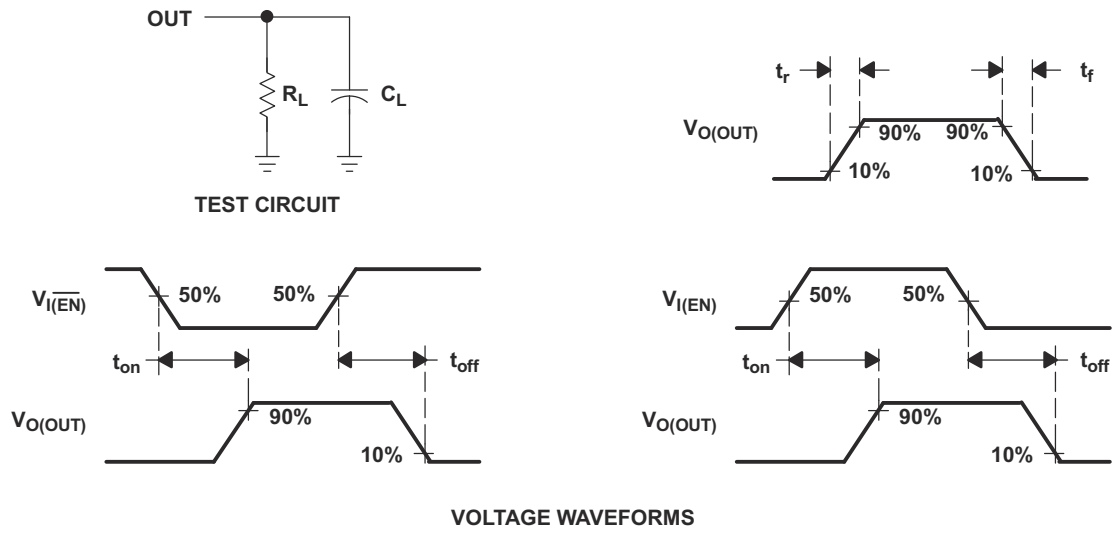 OUT
R_L
C_L
TEST CIRCUIT
t_r
t_f
V_O(OUT)
90%
90%
10%
10%
V_I(E̅N̅)
50%
50%
t_on
t_off
V_O(OUT)
90%
10%
V_I(EN)
50%
50%
t_on
t_off
V_O(OUT)
90%
10%
VOLTAGE WAVEFORMS